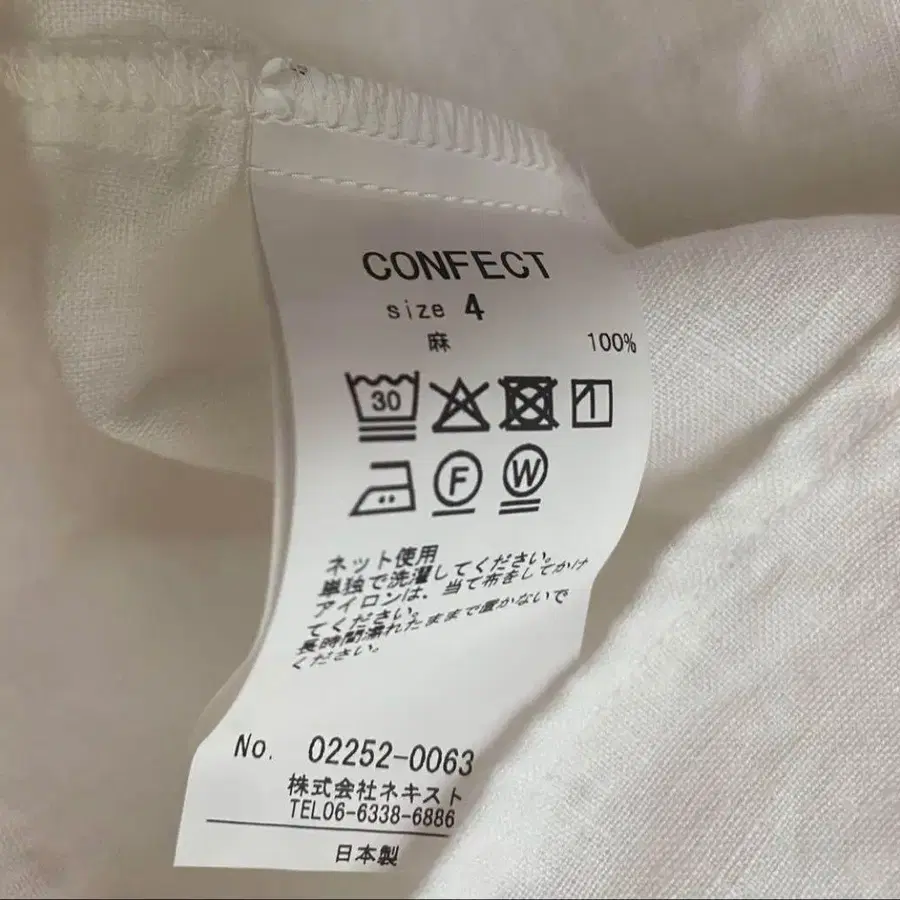 CONFECT
size 4
麻 100%
30
F W
ネット使用
単独で洗濯してください。
アイロンは、当て布をしてかけ
てください。
長時間濡れたままで置かないで
ください。
No. 02252-0063
株式会社ネキスト
TEL06-6338-6886
日本製